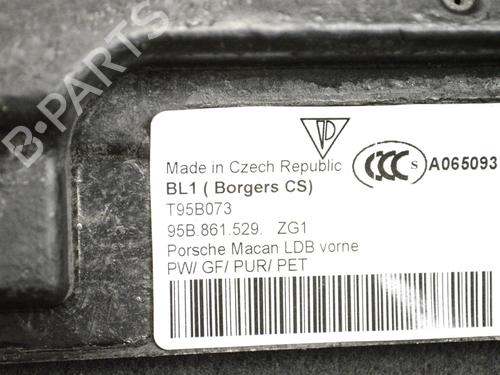 B-PARTS
Made in Czech Republic
BL1 ( Borgers CS)
T95B073
95B.861.529. ZG1
Porsche Macan LDB vorne
PW/ GF/ PUR/ PET
CCC S A065093